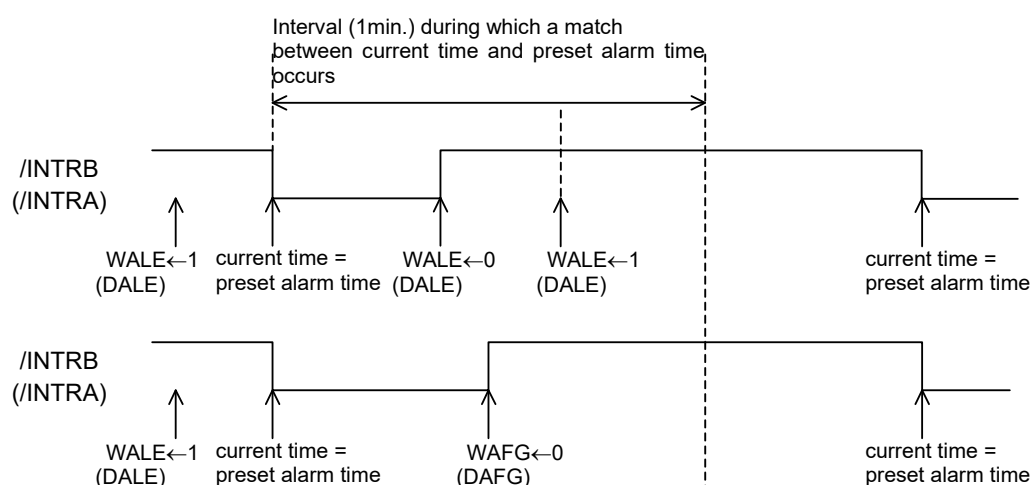 Interval (1min.) during which a match
between current time and preset alarm time
occurs
/INTRB
(/INTRA)
WALE←1
(DALE)
current time =
preset alarm time
WALE←0
(DALE)
WALE←1
(DALE)
current time =
preset alarm time
/INTRB
(/INTRA)
WALE←1
(DALE)
current time =
preset alarm time
WAFG←0
(DAFG)
current time =
preset alarm time